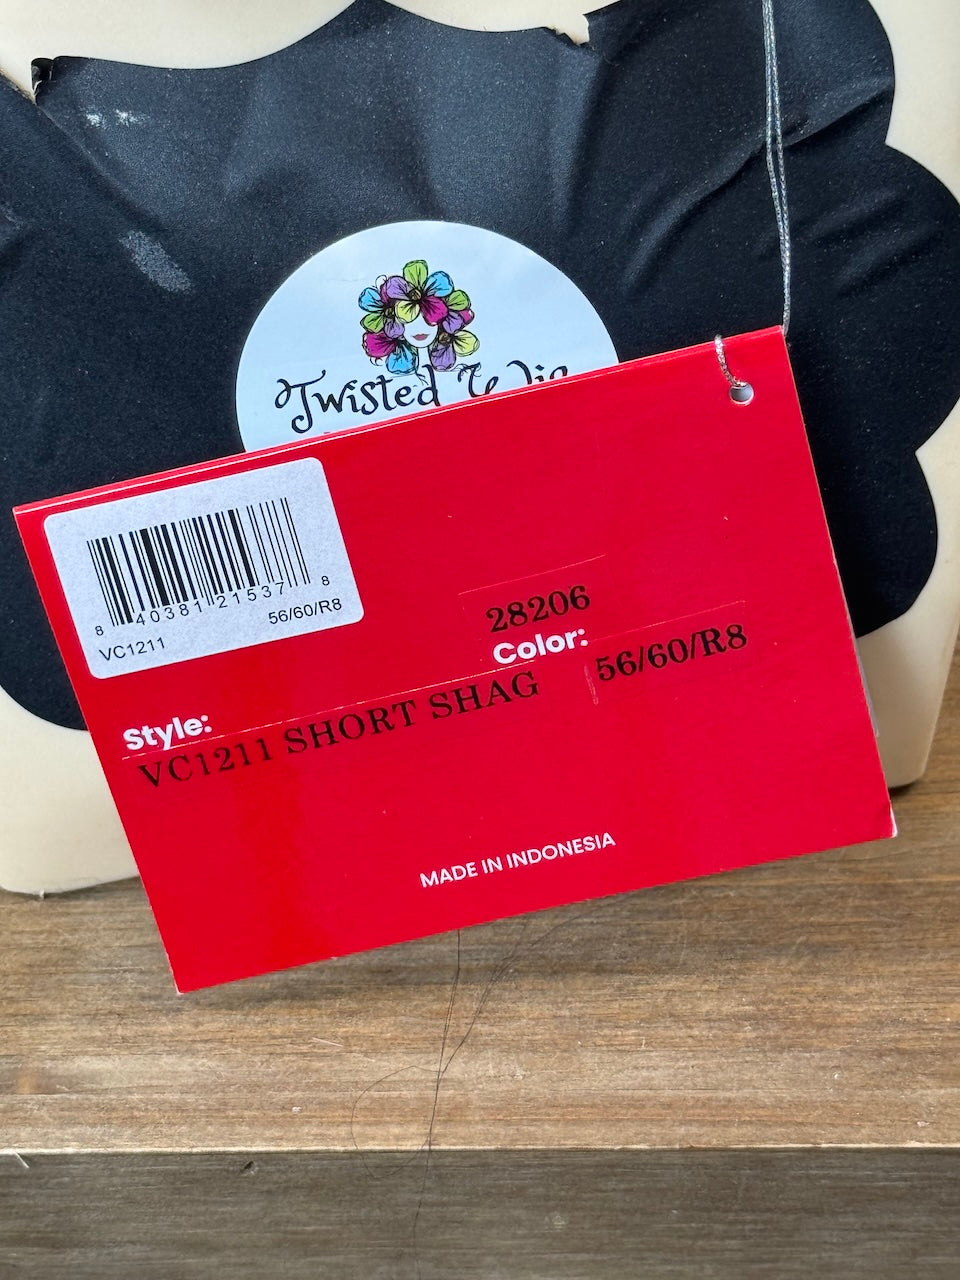 Twisted
8 40381 21537 8
VC1211 56/60/R8
28206
Color: 56/60/R8
Style:
VC1211 SHORT SHAG
MADE IN INDONESIA